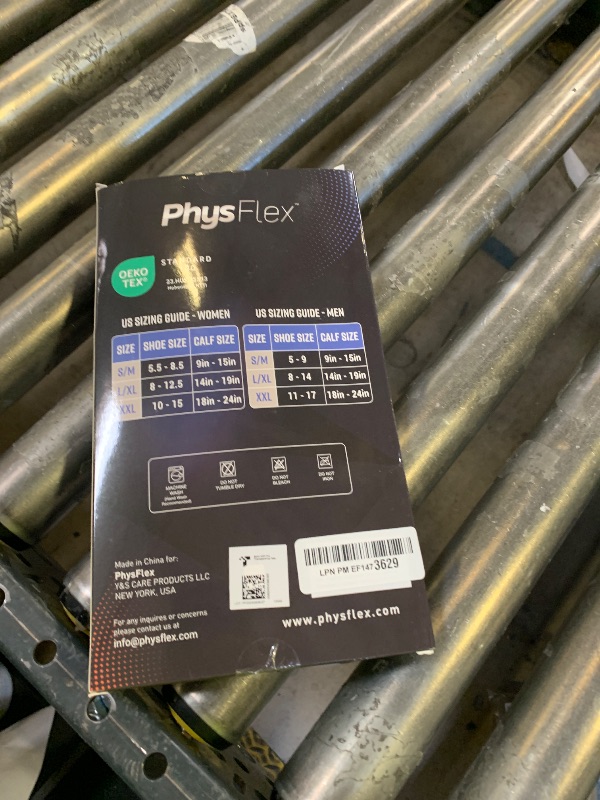 PhysFlex™
OEKO
TEX®
STANDARD
US SIZING GUIDE - WOMEN
SIZE SHOE SIZE CALF SIZE
S/M 5.5 - 8.5 9in - 15in
L/XL 8 - 12.5 14in - 19in
XXL 10 - 15 18in - 24in
US SIZING GUIDE - MEN
SIZE SHOE SIZE CALF SIZE
S/M 5 - 9 9in - 15in
L/XL 8 - 14 14in - 19in
XXL 11 - 17 18in - 24in
MACHINE
WASH
(Hand Wash
Recommended)
DO NOT
TUMBLE DRY
DO NOT
BLEACH
DO NOT
IRON
Made in China for:
PhysFlex
Y&S CARE PRODUCTS LLC
NEW YORK, USA
For any inquires or concerns
please contact us at
info@physflex.com
LPN PM EF1473629
www.physflex.com